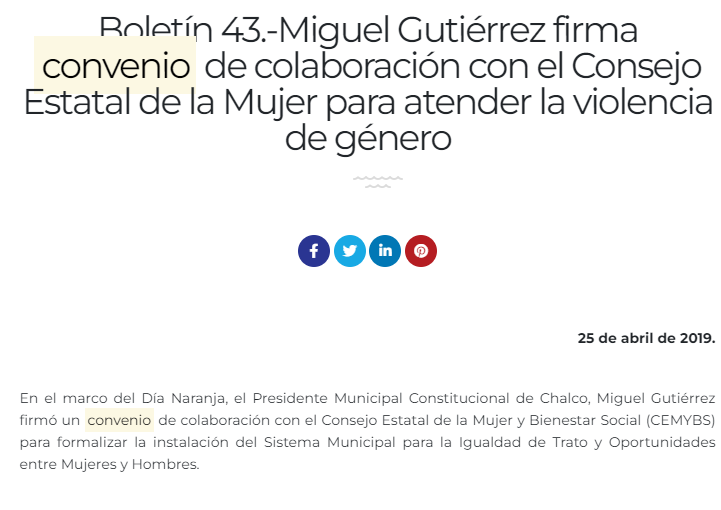 Boletín 43.-Miguel Gutiérrez firma
convenio de colaboración con el Consejo
Estatal de la Mujer para atender la violencia
de género
25 de abril de 2019.
En el marco del Día Naranja, el Presidente Municipal Constitucional de Chalco, Miguel Gutiérrez
firmó un convenio de colaboración con el Consejo Estatal de la Mujer y Bienestar Social (CEMYBS)
para formalizar la instalación del Sistema Municipal para la Igualdad de Trato y Oportunidades
entre Mujeres y Hombres.